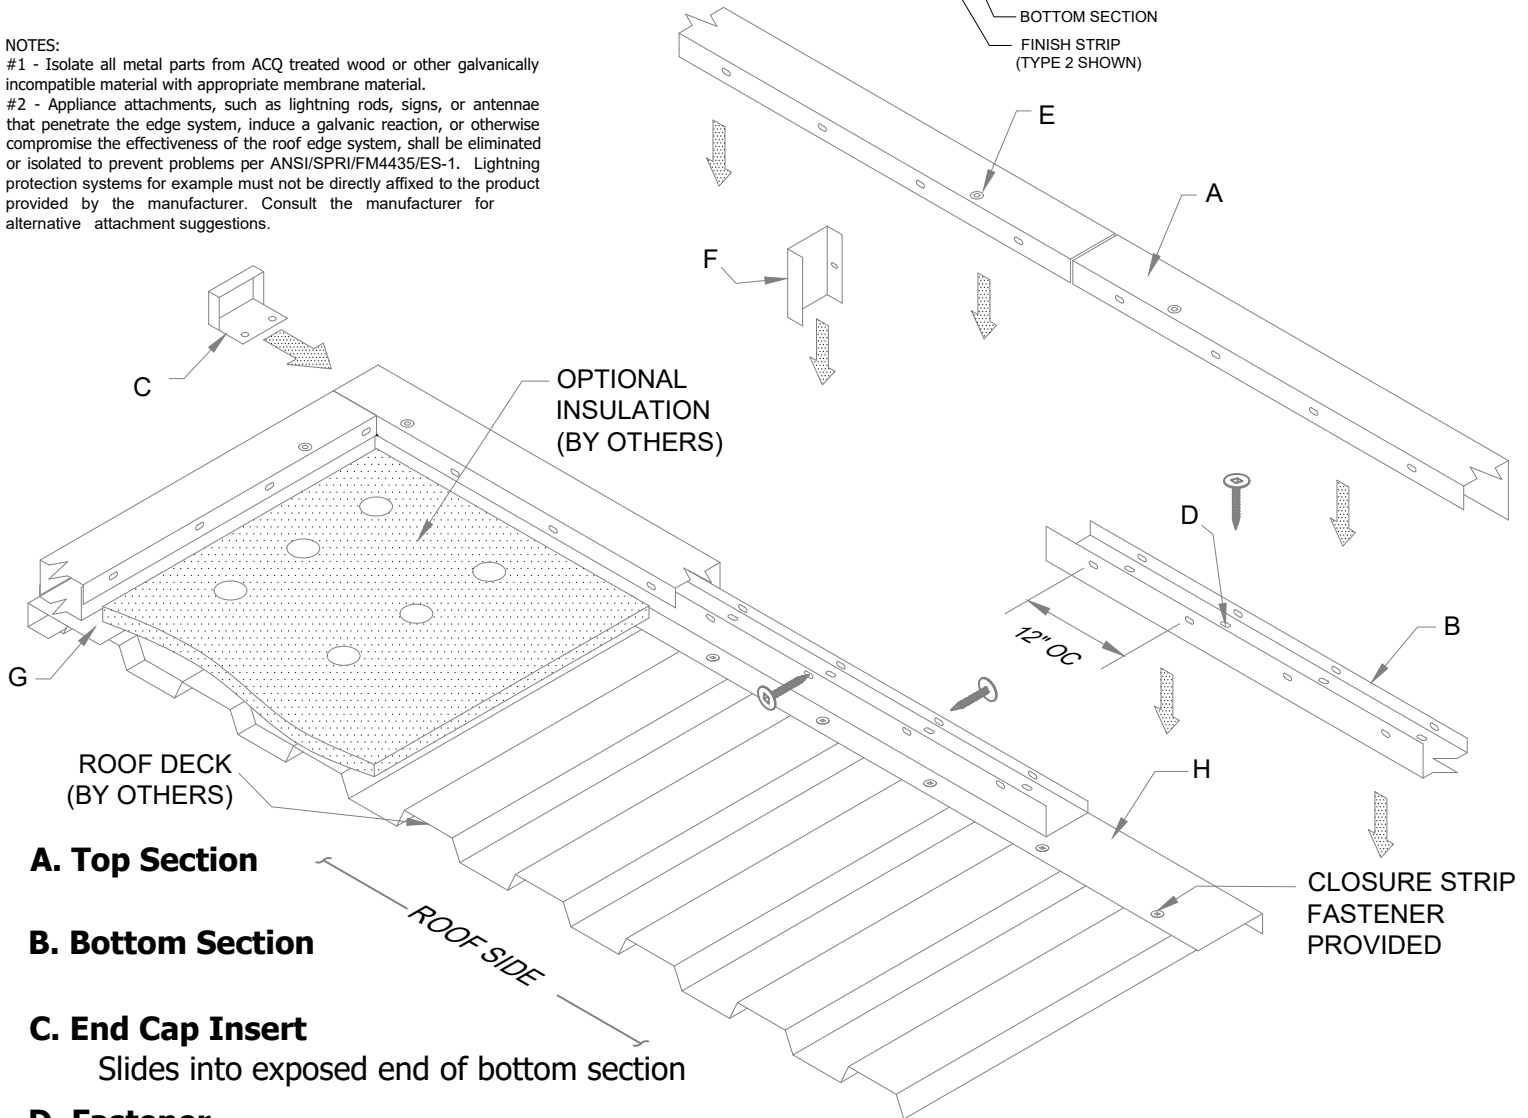 BOTTOM SECTION
FINISH STRIP
(TYPE 2 SHOWN)
NOTES:
#1 - Isolate all metal parts from ACQ treated wood or other galvanically
incompatible material with appropriate membrane material.
#2 - Appliance attachments, such as lightning rods, signs, or antennae
that penetrate the edge system, induce a galvanic reaction, or otherwise
compromise the effectiveness of the roof edge system, shall be eliminated
or isolated to prevent problems per ANSI/SPRI/FM4435/ES-1. Lightning
protection systems for example must not be directly affixed to the product
provided by the manufacturer. Consult the manufacturer for
alternative attachment suggestions.
E
A
F
C
OPTIONAL
INSULATION
(BY OTHERS)
D
12" OC
B
G
ROOF DECK
(BY OTHERS)
H
CLOSURE STRIP
FASTENER
PROVIDED
ROOF SIDE
A. Top Section
B. Bottom Section
C. End Cap Insert
Slides into exposed end of bottom section
D. Fastener